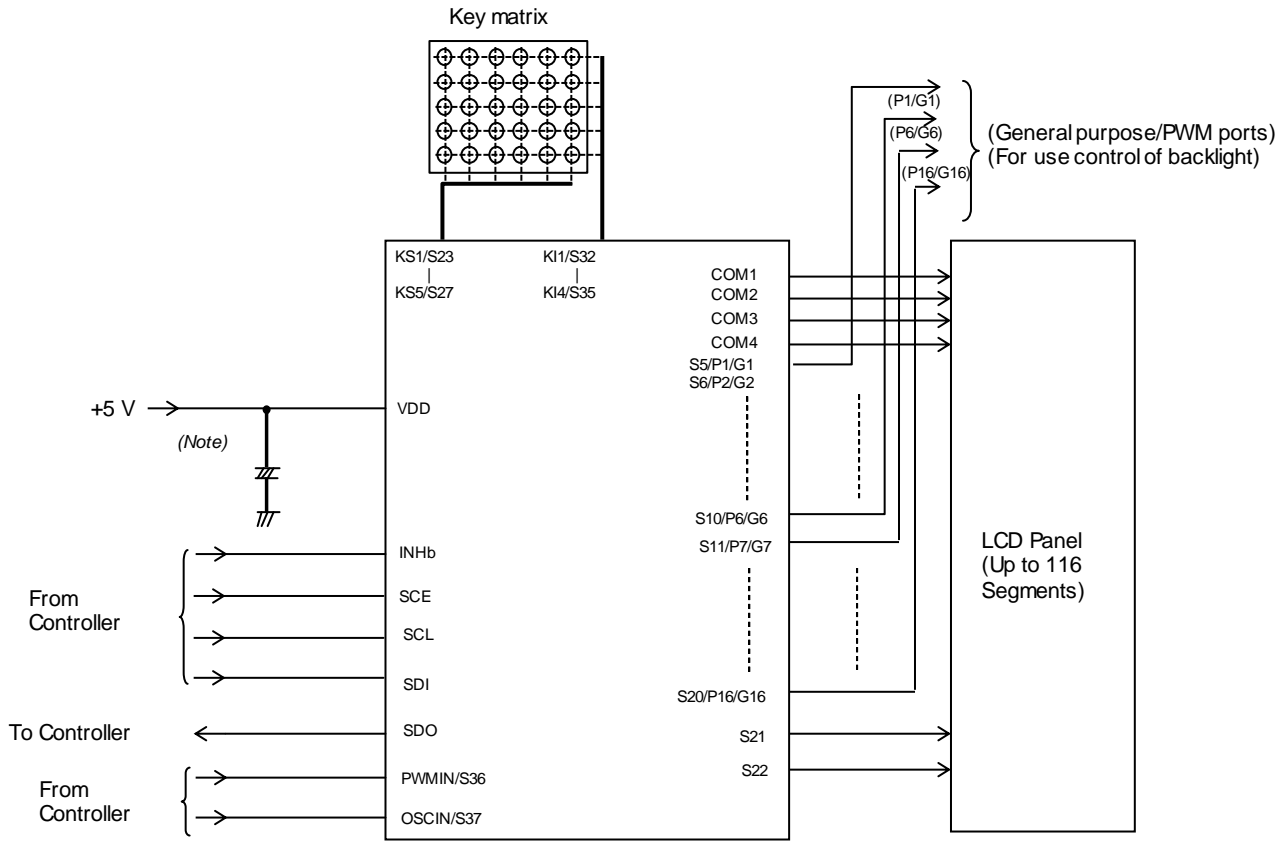 Key matrix
(P1/G1)
(P6/G6)
(P16/G16)
(General purpose/PWM ports)
(For use control of backlight)
KS1/S23
|
KS5/S27
KI1/S32
|
KI4/S35
COM1
COM2
COM3
COM4
S5/P1/G1
S6/P2/G2
+5 V
(Note)
VDD
S10/P6/G6
S11/P7/G7
LCD Panel
(Up to 116
Segments)
From
Controller
INHb
SCE
SCL
SDI
S20/P16/G16
To Controller
SDO
S21
S22
From
Controller
PWMIN/S36
OSCIN/S37